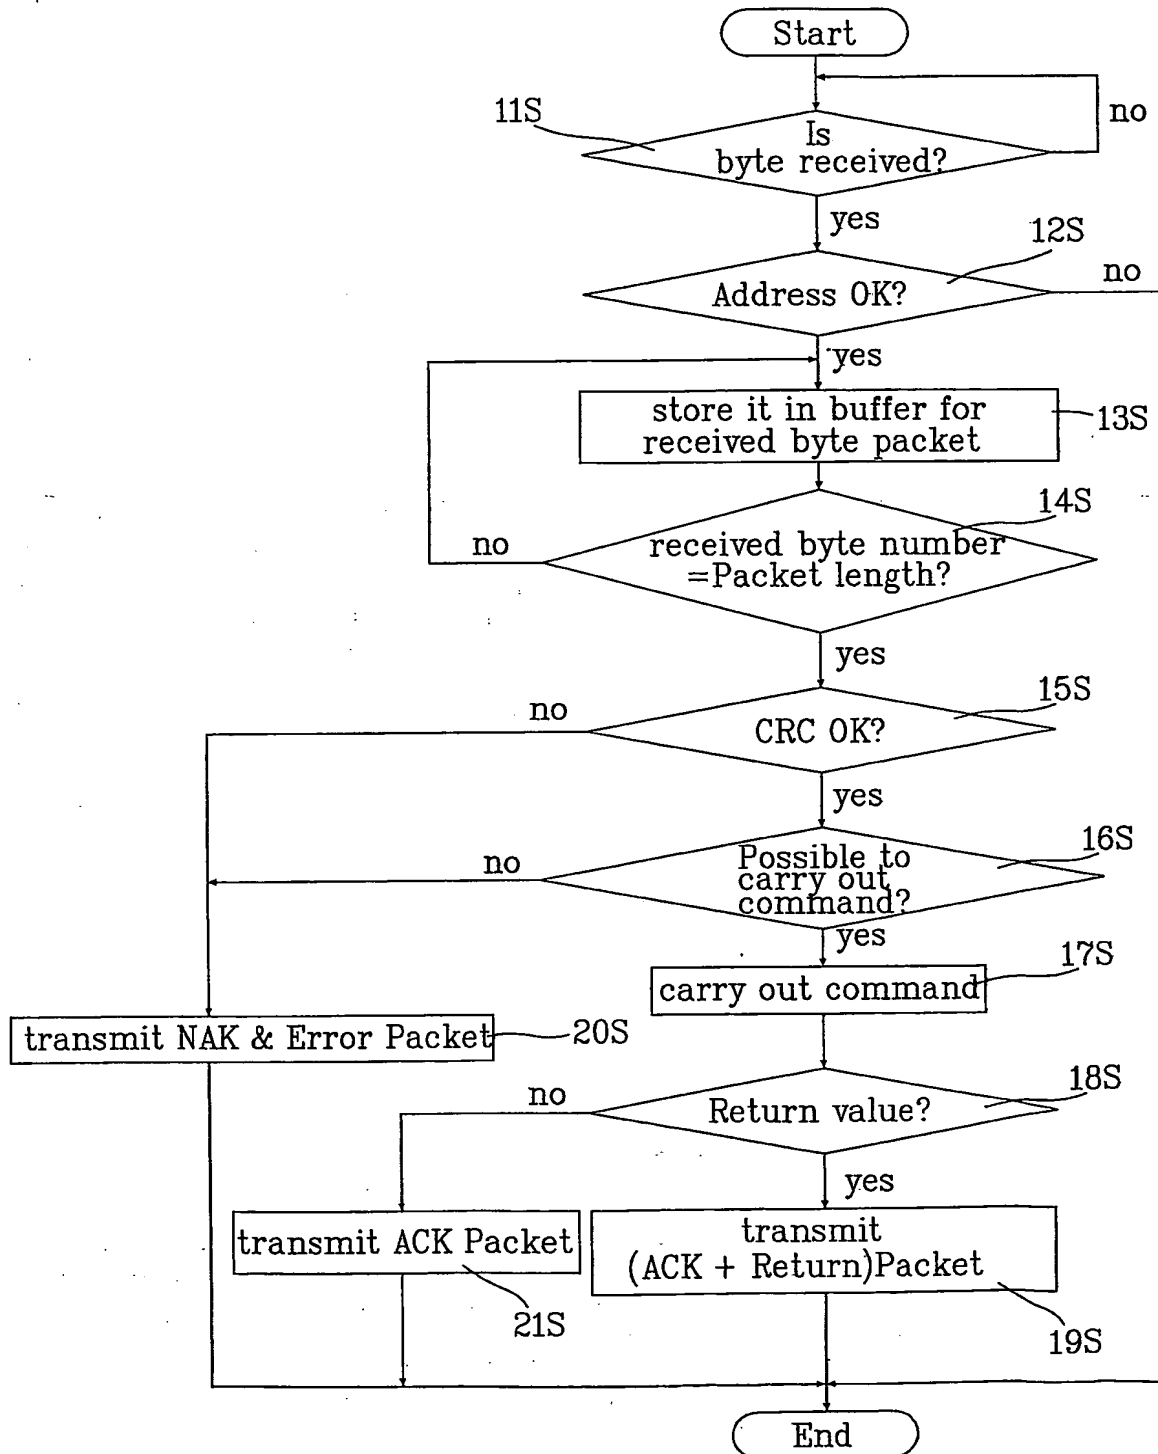 Start
11S
Is
byte received?
no
yes
12S
Address OK?
no
yes
store it in buffer for
received byte packet
13S
14S
received byte number
=Packet length?
no
yes
15S
CRC OK?
no
yes
16S
Possible to
carry out
command?
no
yes
17S
carry out command
transmit NAK & Error Packet
20S
18S
Return value?
no
yes
transmit ACK Packet
21S
transmit
(ACK + Return)Packet
19S
End